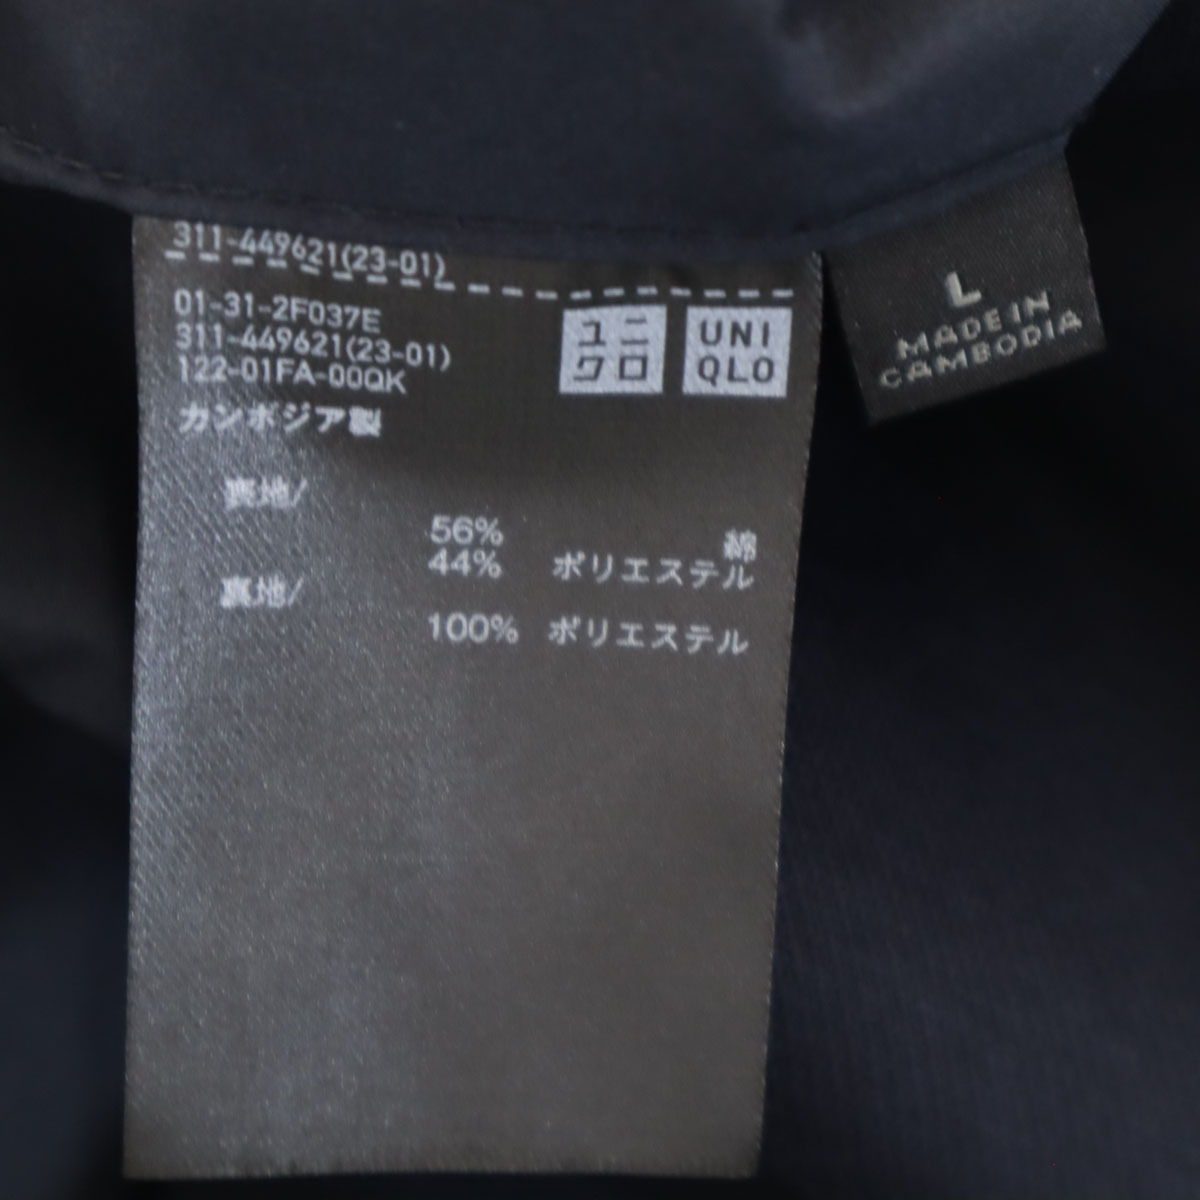 311-449621(23-01)
01-31-2F037E
311-449621(23-01)
122-01FA-00QK
カンボジア製
ユニ
クロ
UNI
QLO
L
MADE IN
CAMBODIA
表地/
56% 綿
44% ポリエステル
裏地/
100% ポリエステル